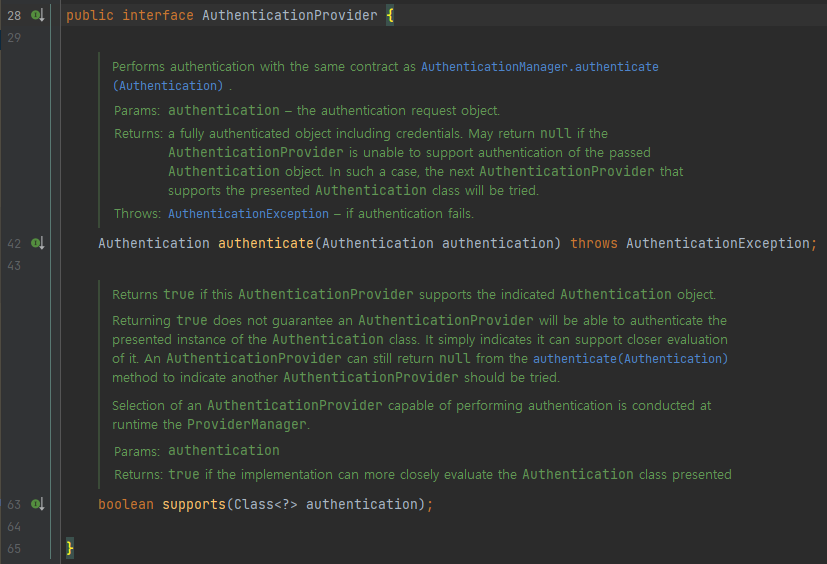 28 public interface AuthenticationProvider {
29
Performs authentication with the same contract as AuthenticationManager.authenticate
(Authentication) .
Params: authentication – the authentication request object.
Returns: a fully authenticated object including credentials. May return null if the
AuthenticationProvider is unable to support authentication of the passed
Authentication object. In such a case, the next AuthenticationProvider that
supports the presented Authentication class will be tried.
Throws: AuthenticationException – if authentication fails.
42 Authentication authenticate(Authentication authentication) throws AuthenticationException;
43
Returns true if this AuthenticationProvider supports the indicated Authentication object.
Returning true does not guarantee an AuthenticationProvider will be able to authenticate the
presented instance of the Authentication class. It simply indicates it can support closer evaluation
of it. An AuthenticationProvider can still return null from the authenticate(Authentication)
method to indicate another AuthenticationProvider should be tried.
Selection of an AuthenticationProvider capable of performing authentication is conducted at
runtime the ProviderManager.
Params: authentication
Returns: true if the implementation can more closely evaluate the Authentication class presented
63 boolean supports(Class<?> authentication);
64
65 }